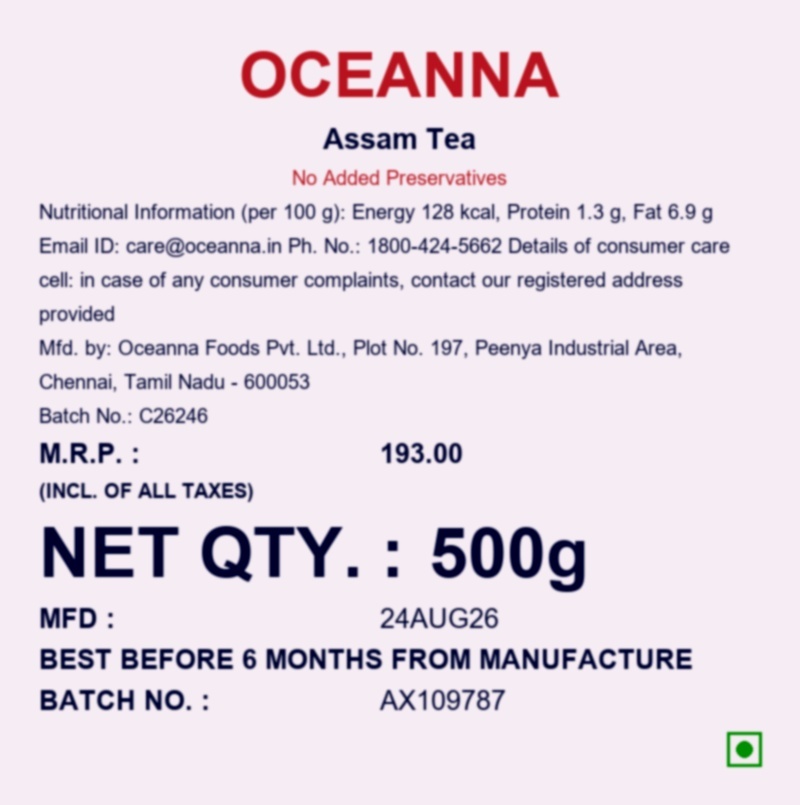 OCEANNA
Assam Tea
No Added Preservatives
Nutritional Information (per 100 g): Energy 128 kcal, Protein 1.3 g, Fat 6.9 g
Email ID: care@oceanna.in Ph. No.: 1800-424-5662 Details of consumer care
cell: in case of any consumer complaints, contact our registered address
provided
Mfd. by: Oceanna Foods Pvt. Ltd., Plot No. 197, Peenya Industrial Area,
Chennai, Tamil Nadu - 600053
Batch No.: C26246
M.R.P. : 193.00
(INCL. OF ALL TAXES)
NET QTY. : 500g
MFD : 24AUG26
BEST BEFORE 6 MONTHS FROM MANUFACTURE
BATCH NO. : AX109787